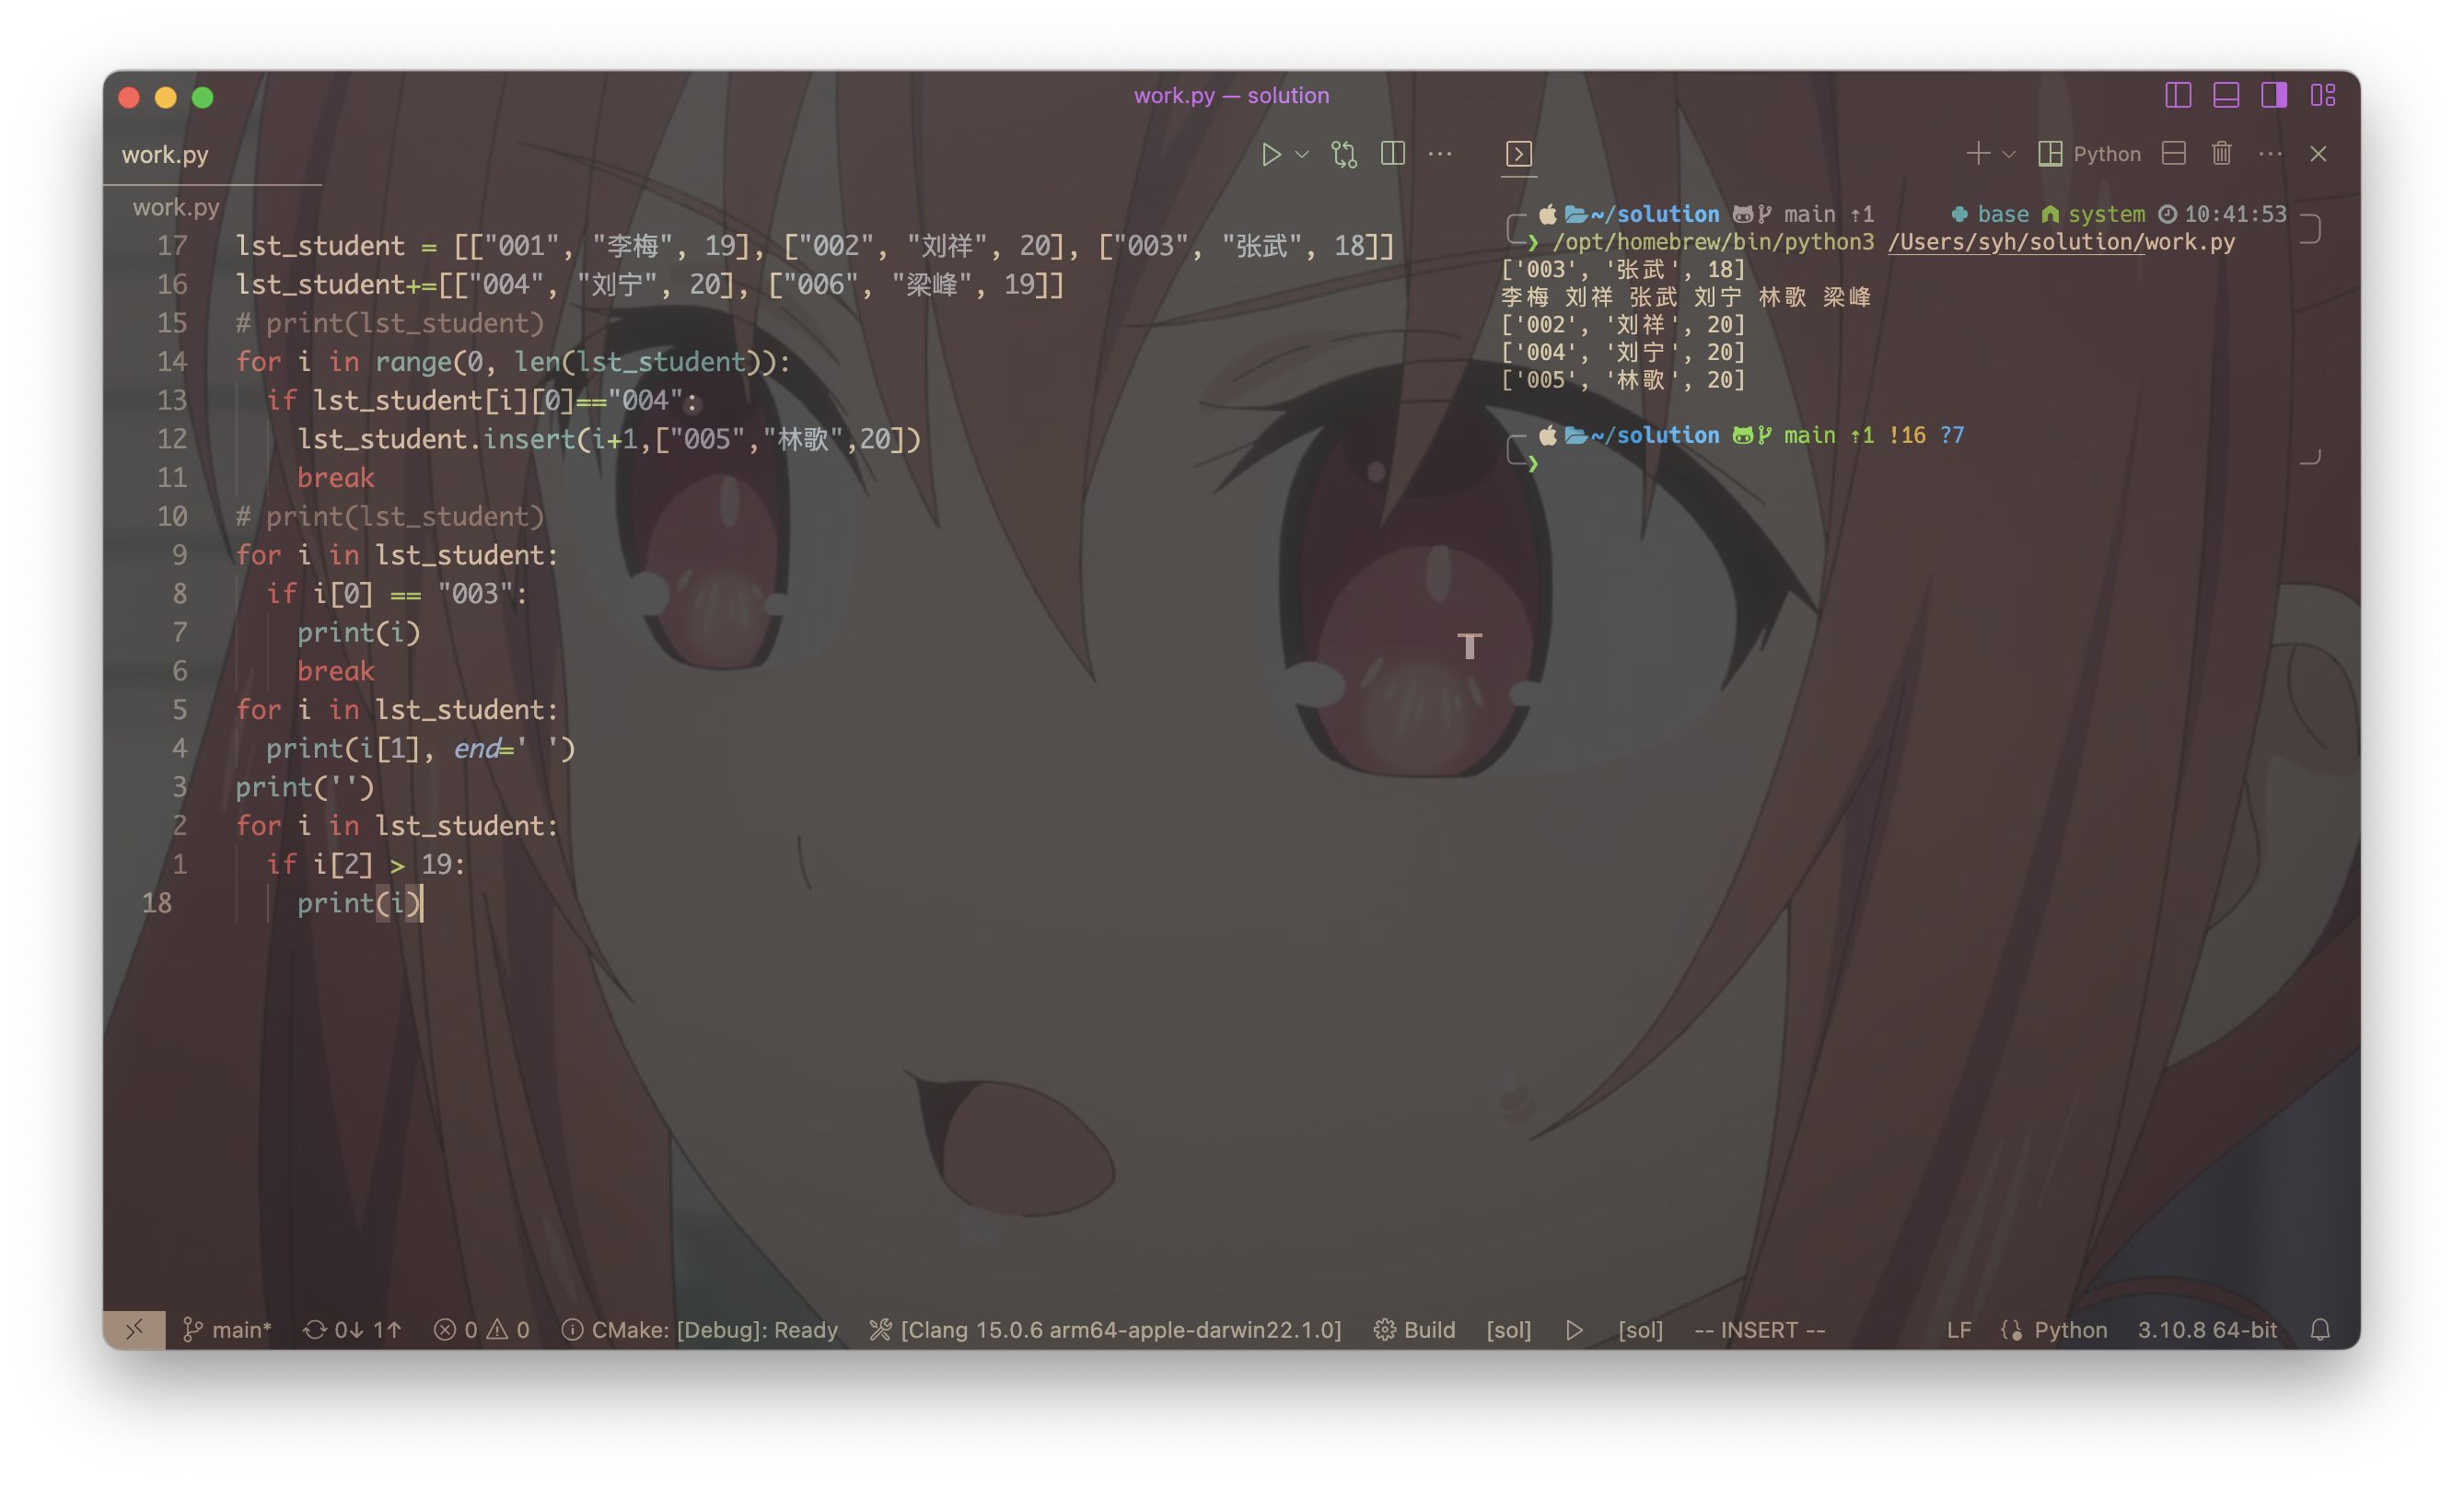 work.py — solution
work.py
Python
work.py
17 lst_student = [["001", "李梅", 19], ["002", "刘祥", 20], ["003", "张武", 18]]
16 lst_student+=[["004", "刘宁", 20], ["006", "梁峰", 19]]
15 # print(lst_student)
14 for i in range(0, len(lst_student)):
13 if lst_student[i][0]=="004":
12 lst_student.insert(i+1,["005","林歌",20])
11 break
10 # print(lst_student)
9 for i in lst_student:
8 if i[0] == "003":
7 print(i)
6 break
5 for i in lst_student:
4 print(i[1], end=' ')
3 print('')
2 for i in lst_student:
1 if i[2] > 19:
18 print(i)
~/solution main ⇡1 base system 10:41:53
❯ /opt/homebrew/bin/python3 /Users/syh/solution/work.py
['003', '张武', 18]
李梅 刘祥 张武 刘宁 林歌 梁峰
['002', '刘祥', 20]
['004', '刘宁', 20]
['005', '林歌', 20]
~/solution main ⇡1 !16 ?7
❯
main* 0↓ 1↑ 0 0 CMake: [Debug]: Ready [Clang 15.0.6 arm64-apple-darwin22.1.0] Build [sol] [sol] -- INSERT -- LF Python 3.10.8 64-bit